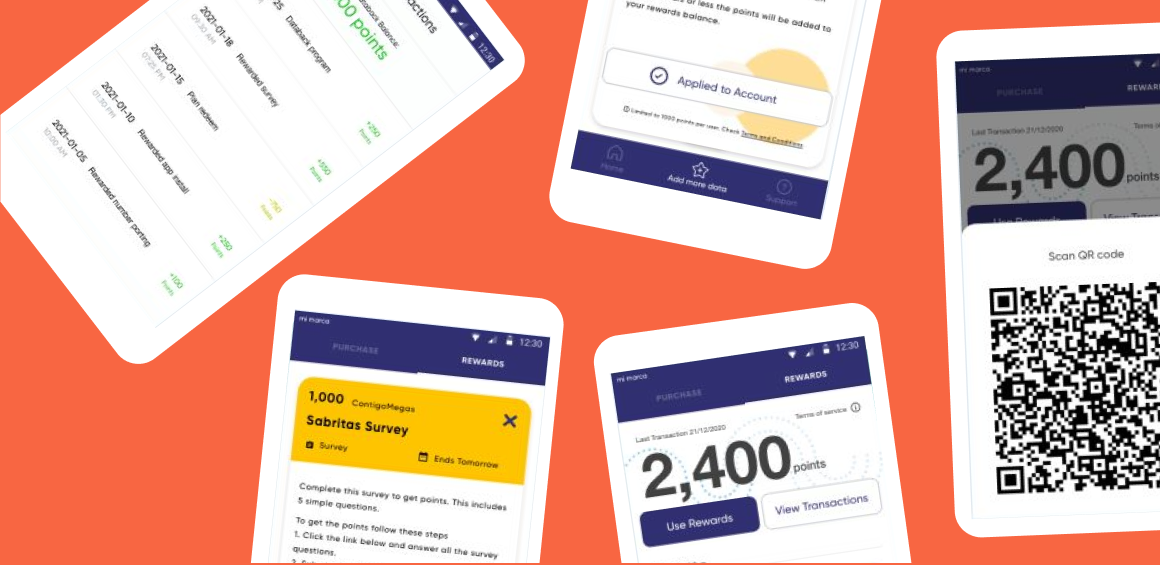 12:30
actions
Databack Balance:
00 points
25
Databack program
+250
Points
2021-01-18
09:30 AM
Rewarded survey
+550
Points
2021-01-15
07:25 PM
Plan redeem
-750
Points
2021-01-10
01:30 PM
Rewarded app install
+250
Points
2021-01-05
10:00 AM
Rewarded number porting
+100
Points
or less the points will be added to
your rewards balance.
Applied to Account
Limited to 1000 points per user. Check Terms and Conditions
Home
Add more data
Support
mi marca
PURCHASE
REWAR
Last Transaction 21/12/2020
Terms
2,400 points
Use Rewards
View Trans
Scan QR code
mi marca
12:30
PURCHASE
REWARDS
1,000 ContigoMegas
Sabritas Survey
Survey
Ends Tomorrow
Complete this survey to get points. This includes
5 simple questions.
To get the points follow these steps
1. Click the link below and answer all the survey
questions.
mi marca
12:30
PURCHASE
REWARDS
Last Transaction 21/12/2020
Terms of service
2,400 points
Use Rewards
View Transactions